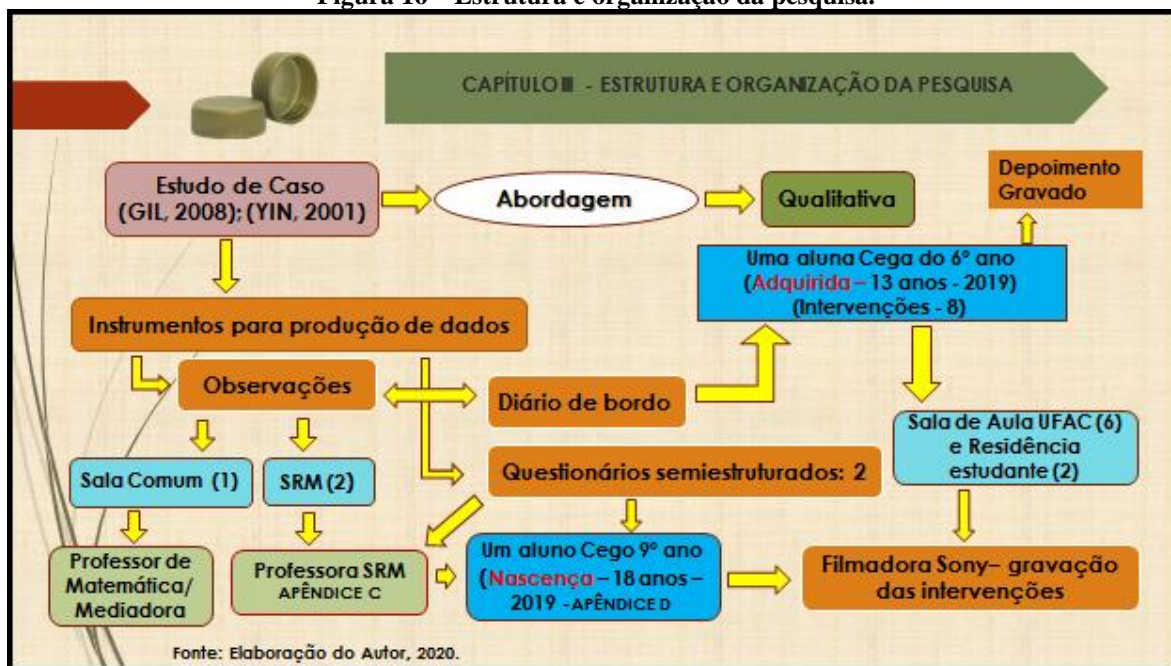 Figura 16 – Estrutura e organização da pesquisa.
CAPÍTULO III - ESTRUTURA E ORGANIZAÇÃO DA PESQUISA
Estudo de Caso
(GIL, 2008); (YIN, 2001)
Abordagem
Qualitativa
Depoimento
Gravado
Uma aluna Cega do 6º ano
(Adquirida – 13 anos - 2019)
(Intervenções - 8)
Instrumentos para produção de dados
Observações
Diário de bordo
Sala de Aula UFAC (6)
e Residência
estudante (2)
Sala Comum (1)
SRM (2)
Questionários semiestruturados: 2
Professor de
Matemática/
Mediadora
Professora SRM
APÊNDICE C
Um aluno Cego 9º ano
(Nascença – 18 anos –
2019 - APÊNDICE D
Filmadora Sony– gravação
das intervenções
Fonte: Elaboração do Autor, 2020.